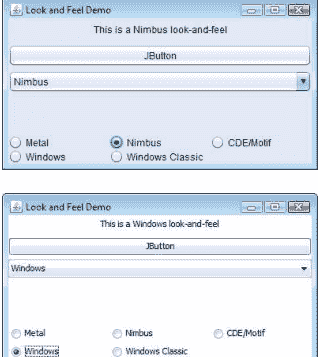 Look and Feel Demo
This is a Nimbus look-and-feel
JButton
Nimbus
Metal Nimbus CDE/Motif
Windows Windows Classic
Look and Feel Demo
This is a Windows look-and-feel
JButton
Windows
Metal Nimbus CDE/Motif
Windows Windows Classic